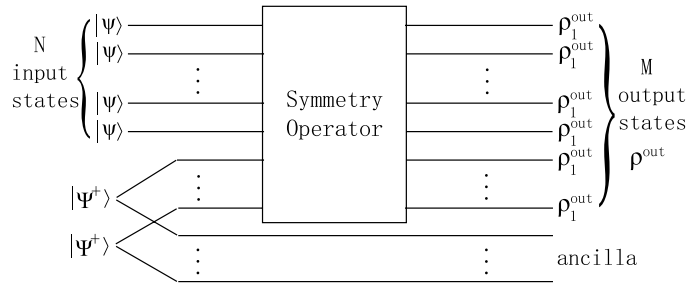 |ψ⟩
|ψ⟩
|ψ⟩
|ψ⟩
N
input
states
|Ψ⁺⟩
|Ψ⁺⟩
Symmetry
Operator
ρ₁ᵒᵘᵗ
ρ₁ᵒᵘᵗ
ρ₁ᵒᵘᵗ
ρ₁ᵒᵘᵗ
ρ₁ᵒᵘᵗ
ρ₁ᵒᵘᵗ
M
output
states
ρᵒᵘᵗ
ancilla